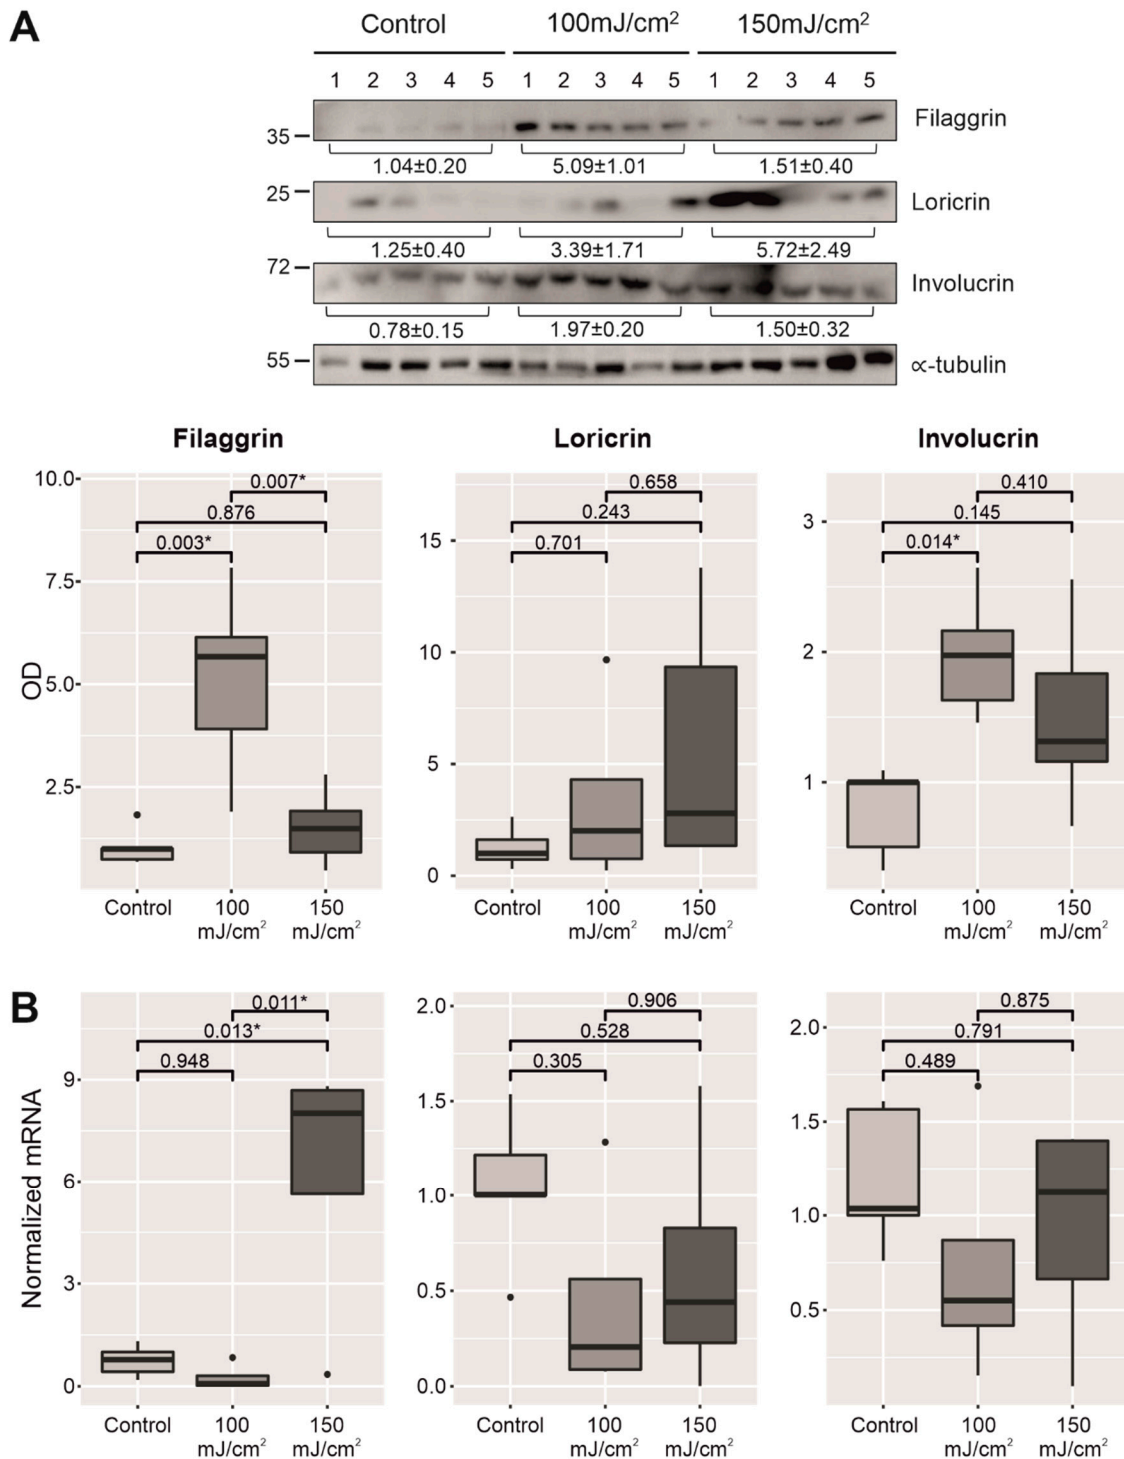 A
Control 100mJ/cm² 150mJ/cm²
1 2 3 4 5 1 2 3 4 5 1 2 3 4 5
35 Filaggrin
1.04±0.20 5.09±1.01 1.51±0.40
25 Loricrin
1.25±0.40 3.39±1.71 5.72±2.49
72 Involucrin
0.78±0.15 1.97±0.20 1.50±0.32
55 ∝-tubulin
Filaggrin Loricrin Involucrin
OD
10.0
7.5
5.0
2.5
0.007*
0.876
0.003*
Control 100 150
mJ/cm² mJ/cm²
15
10
5
0
0.658
0.243
0.701
Control 100 150
mJ/cm² mJ/cm²
3
2
1
0.410
0.145
0.014*
Control 100 150
mJ/cm² mJ/cm²
B
Normalized mRNA
9
6
3
0
0.011*
0.013*
0.948
Control 100 150
mJ/cm² mJ/cm²
2.0
1.5
1.0
0.5
0.0
0.906
0.528
0.305
Control 100 150
mJ/cm² mJ/cm²
2.0
1.5
1.0
0.5
0.875
0.791
0.489
Control 100 150
mJ/cm² mJ/cm²